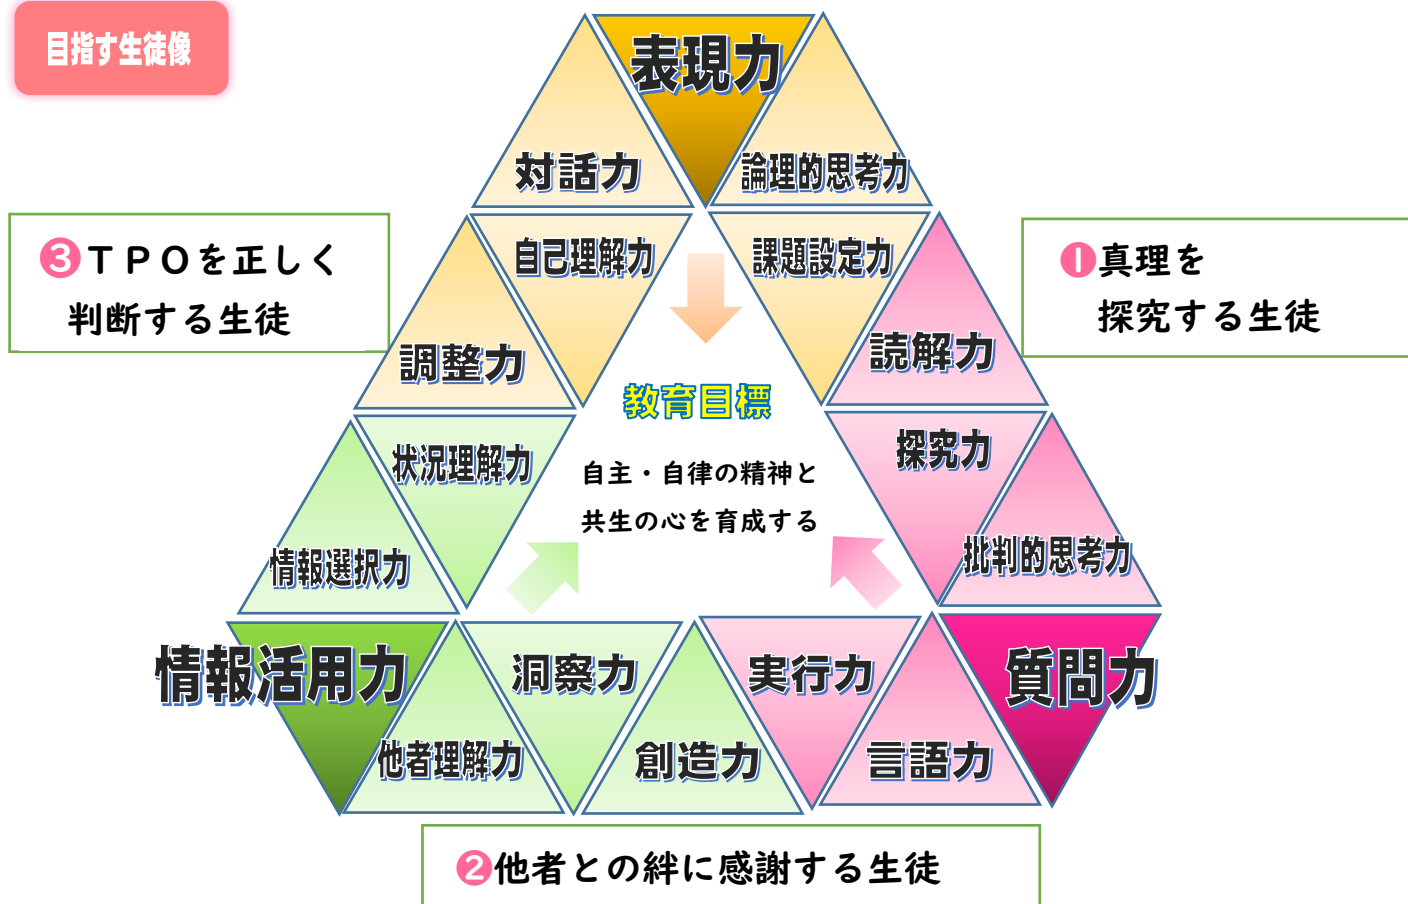 目指す生徒像
表現力
対話力
論理的思考力
自己理解力
課題設定力
❸ＴＰＯを正しく
判断する生徒
❶真理を
探究する生徒
調整力
読解力
教育目標
自主・自律の精神と
共生の心を育成する
状況理解力
探究力
情報選択力
批判的思考力
情報活用力
洞察力
実行力
質問力
他者理解力
創造力
言語力
❷他者との絆に感謝する生徒